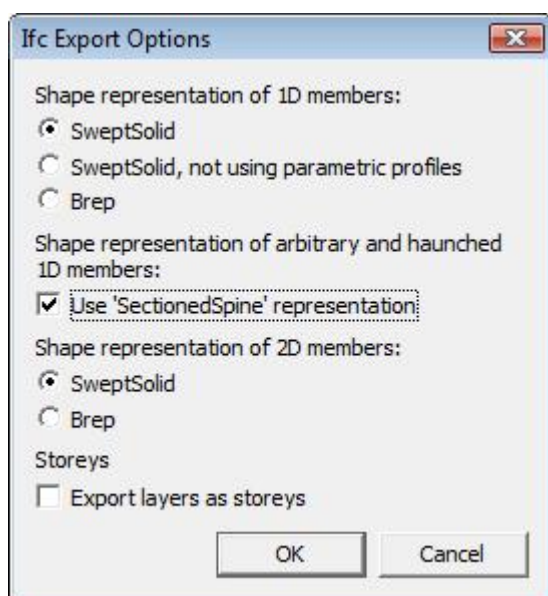 Ifc Export Options
Shape representation of 1D members:
SweptSolid
SweptSolid, not using parametric profiles
Brep
Shape representation of arbitrary and haunched
1D members:
Use 'SectionedSpine' representation
Shape representation of 2D members:
SweptSolid
Brep
Storeys
Export layers as storeys
OK Cancel